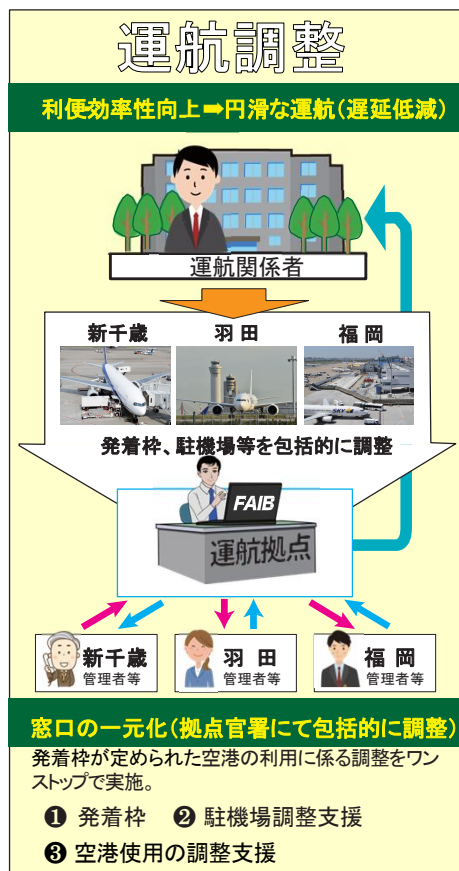 運航調整
利便効率性向上➡円滑な運航(遅延低減)
運航関係者
新千歳 羽田 福岡
SKY
発着枠、駐機場等を包括的に調整
FAIB
運航拠点
新千歳 羽田 福岡
管理者等 管理者等 管理者等
窓口の一元化(拠点官署にて包括的に調整)
発着枠が定められた空港の利用に係る調整をワン
ストップで実施。
❶ 発着枠 ❷ 駐機場調整支援
❸ 空港使用の調整支援